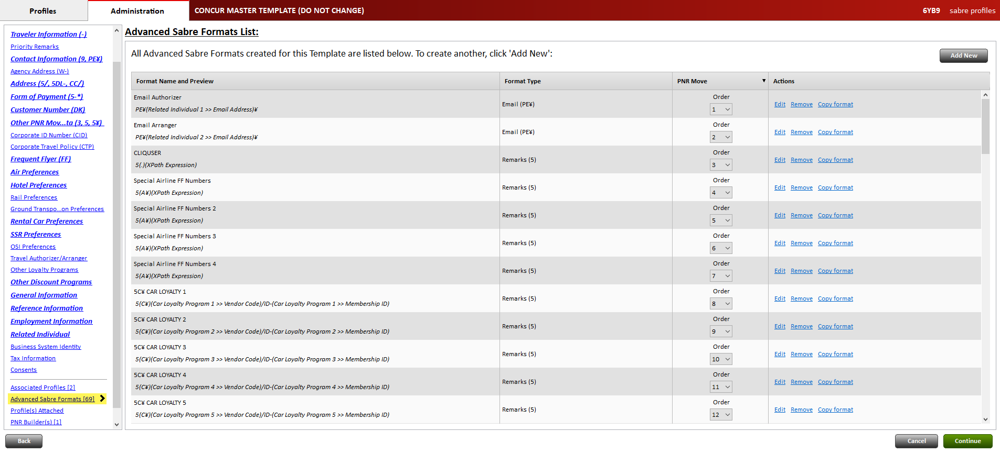 Profiles
Administration
CONCUR MASTER TEMPLATE (DO NOT CHANGE)
6YB9 sabre profiles
Traveler Information (-)
Priority Remarks
Contact Information (9, PE¥)
Agency Address (W-)
Address (5/, 5DL-, CC/)
Form of Payment (5-*)
Customer Number (DK)
Other PNR Mov...ta (3, 5, 5¥)
Corporate ID Number (CID)
Corporate Travel Policy (CTP)
Frequent Flyer (FF)
Air Preferences
Hotel Preferences
Rail Preferences
Ground Transpo...on Preferences
Rental Car Preferences
SSR Preferences
OSI Preferences
Travel Authorizer/Arranger
Other Loyalty Programs
Other Discount Programs
General Information
Reference Information
Employment Information
Related Individual
Business System Identity
Tax Information
Consents
Associated Profiles [2]
Advanced Sabre Formats [69]
Profile(s) Attached
PNR Builder(s) [1]
Advanced Sabre Formats List:
All Advanced Sabre Formats created for this Template are listed below. To create another, click 'Add New':
Add New
Format Name and Preview Format Type PNR Move Actions
Email Authorizer
PE¥(Related Individual 1 >> Email Address)¥
Email (PE¥)
Order
1
Edit Remove Copy format
Email Arranger
PE¥(Related Individual 2 >> Email Address)¥
Email (PE¥)
Order
2
Edit Remove Copy format
CLIQUSER
5(.)(XPath Expression)
Remarks (5)
Order
3
Edit Remove Copy format
Special Airline FF Numbers
5(A¥)(XPath Expression)
Remarks (5)
Order
4
Edit Remove Copy format
Special Airline FF Numbers 2
5(A¥)(XPath Expression)
Remarks (5)
Order
5
Edit Remove Copy format
Special Airline FF Numbers 3
5(A¥)(XPath Expression)
Remarks (5)
Order
6
Edit Remove Copy format
Special Airline FF Numbers 4
5(A¥)(XPath Expression)
Remarks (5)
Order
7
Edit Remove Copy format
5C¥ CAR LOYALTY 1
5(C¥)(Car Loyalty Program 1 >> Vendor Code)/ID-(Car Loyalty Program 1 >> Membership ID)
Remarks (5)
Order
8
Edit Remove Copy format
5C¥ CAR LOYALTY 2
5(C¥)(Car Loyalty Program 2 >> Vendor Code)/ID-(Car Loyalty Program 2 >> Membership ID)
Remarks (5)
Order
9
Edit Remove Copy format
5C¥ CAR LOYALTY 3
5(C¥)(Car Loyalty Program 3 >> Vendor Code)/ID-(Car Loyalty Program 3 >> Membership ID)
Remarks (5)
Order
10
Edit Remove Copy format
5C¥ CAR LOYALTY 4
5(C¥)(Car Loyalty Program 4 >> Vendor Code)/ID-(Car Loyalty Program 4 >> Membership ID)
Remarks (5)
Order
11
Edit Remove Copy format
5C¥ CAR LOYALTY 5
5(C¥)(Car Loyalty Program 5 >> Vendor Code)/ID-(Car Loyalty Program 5 >> Membership ID)
Remarks (5)
Order
12
Edit Remove Copy format
Back
Cancel
Continue